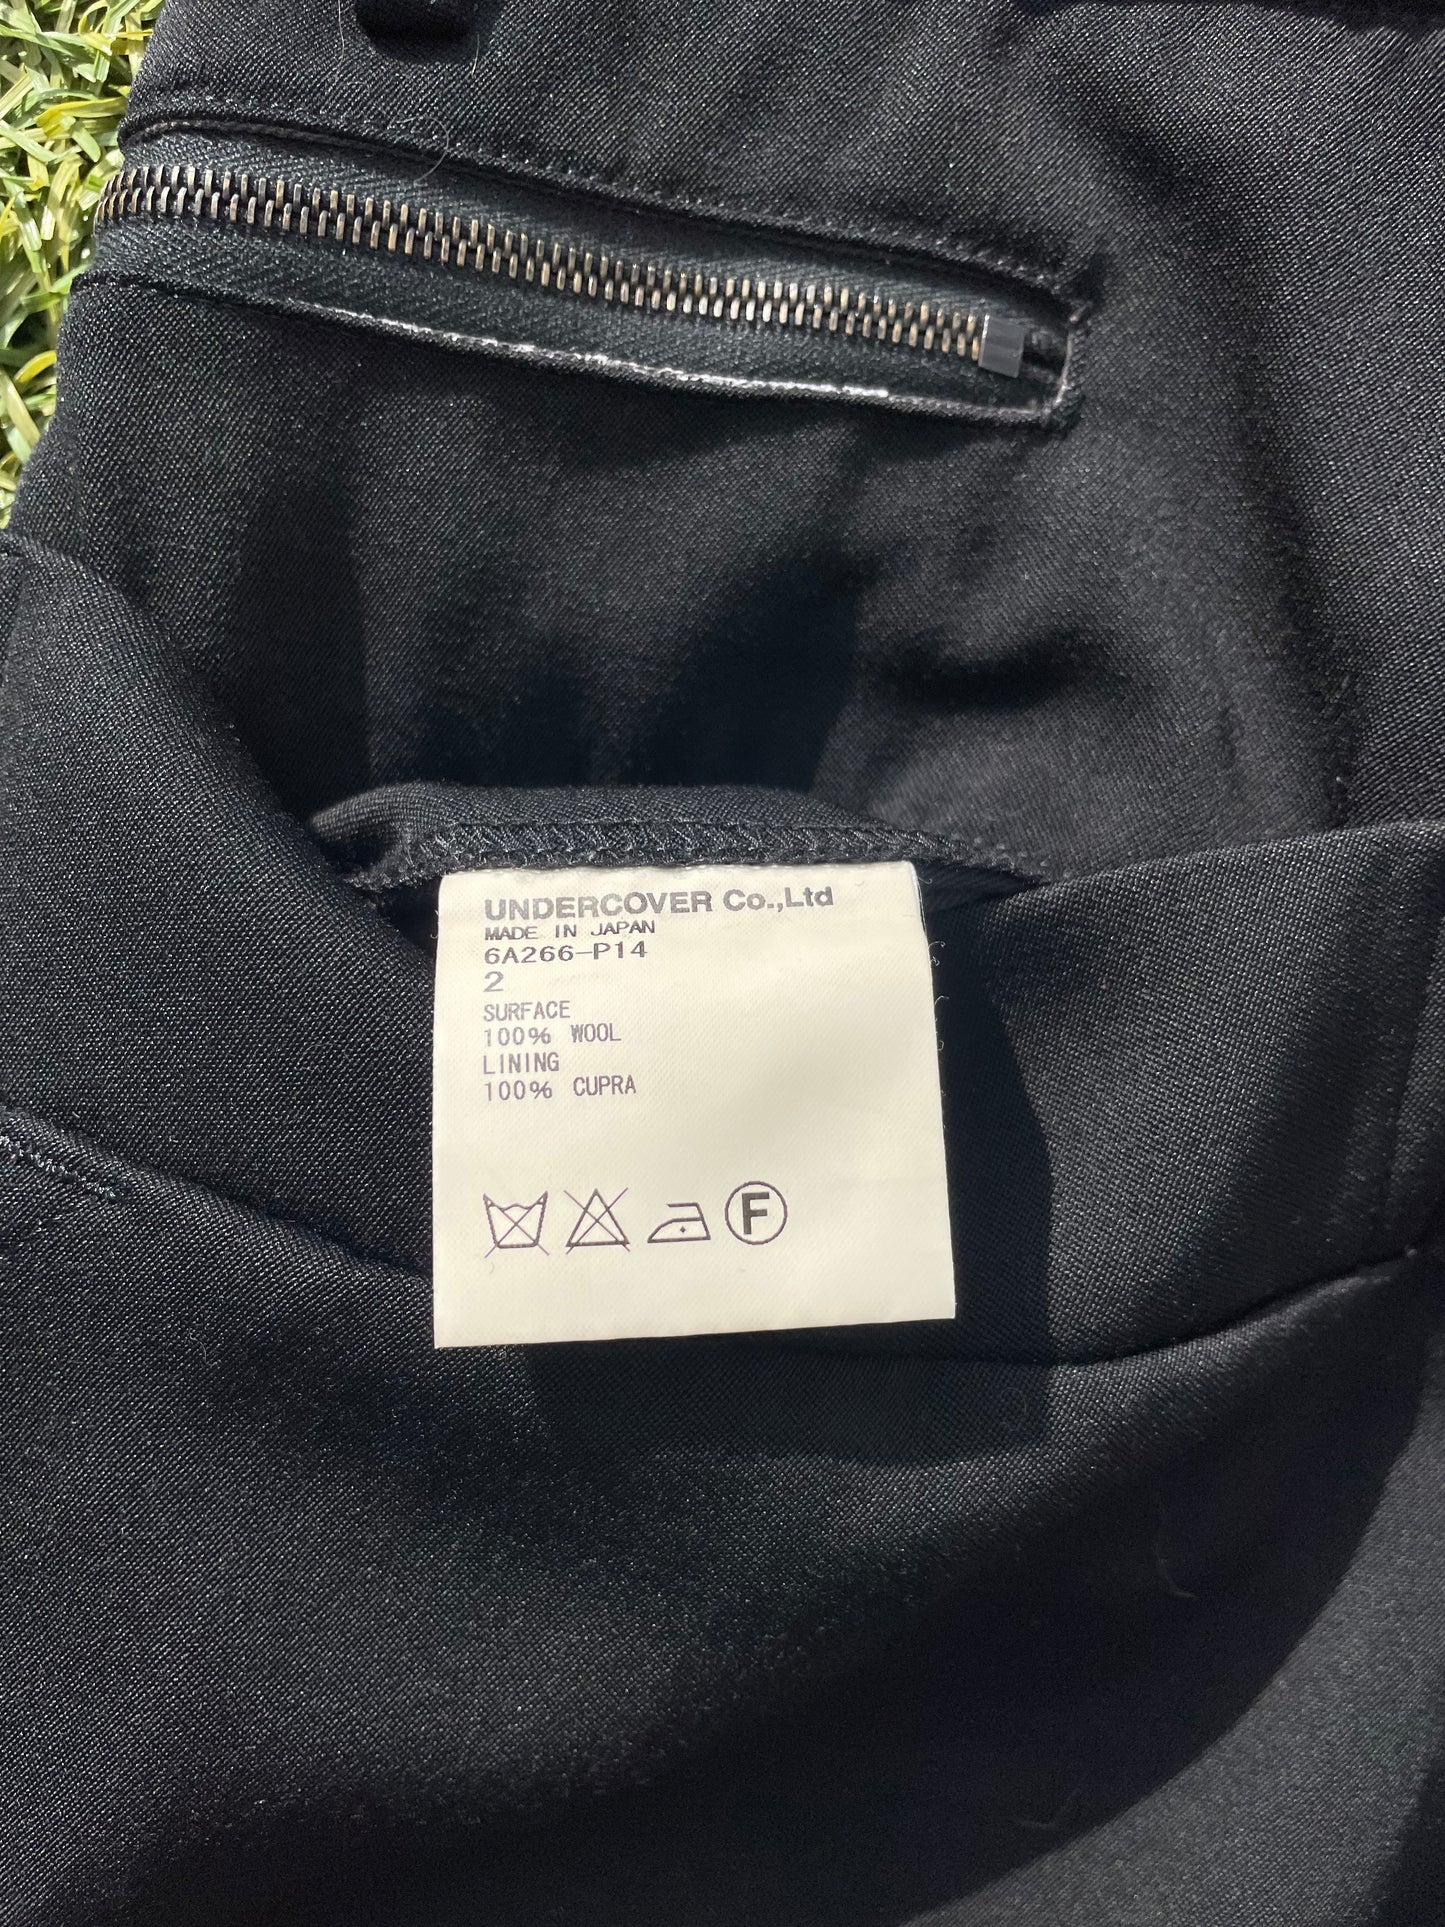 UNDERCOVER Co.,Ltd
MADE IN JAPAN
6A266-P14
2
SURFACE
100% WOOL
LINING
100% CUPRA
F